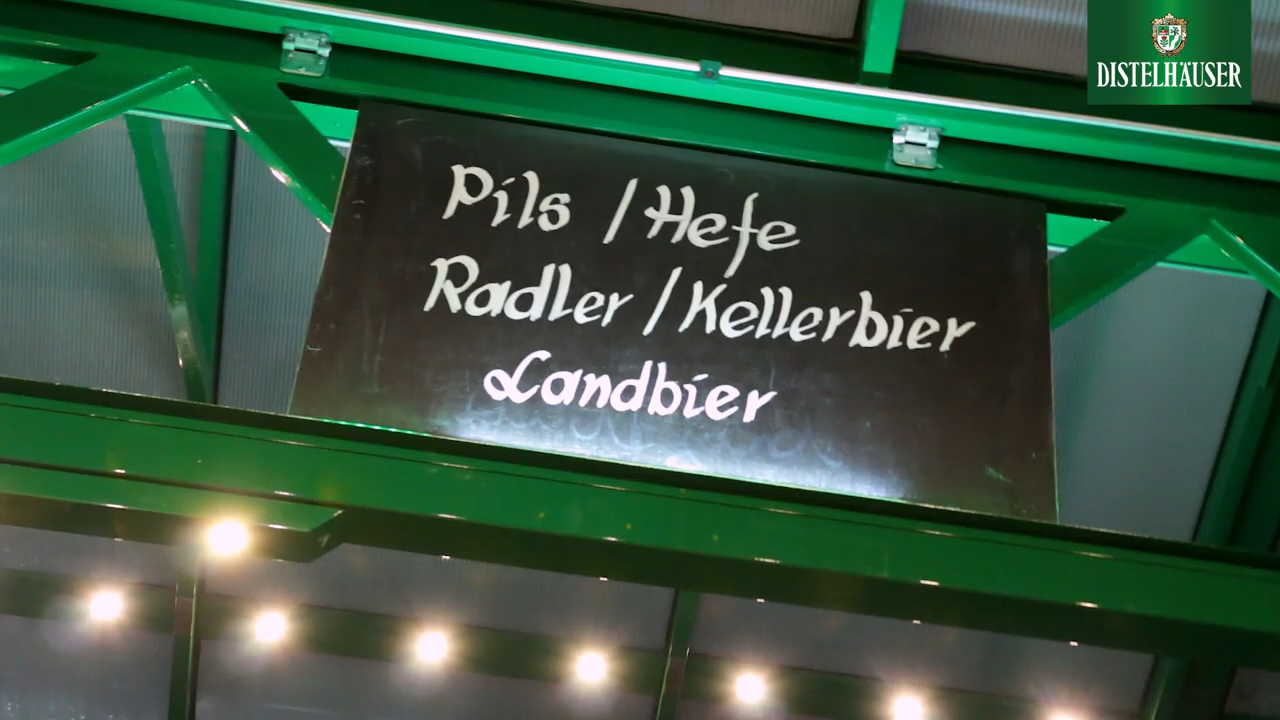 DISTELHÄUSER
Pils / Hefe
Radler / Kellerbier
Landbier